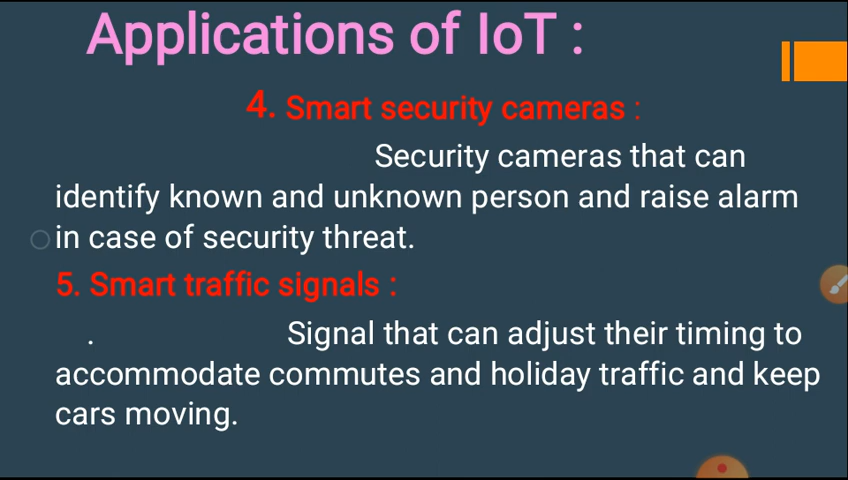 Applications of IoT :
4. Smart security cameras :
Security cameras that can
identify known and unknown person and raise alarm
in case of security threat.
5. Smart traffic signals :
. Signal that can adjust their timing to
accommodate commutes and holiday traffic and keep
cars moving.